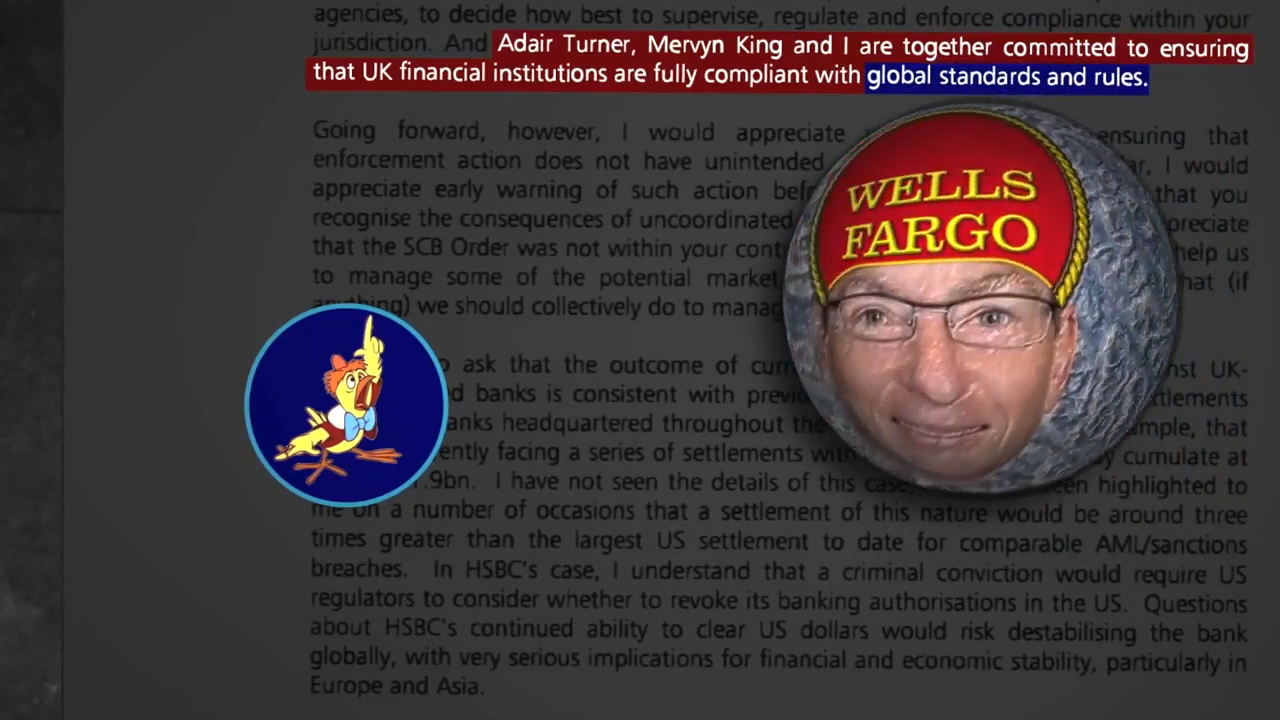 agencies, to decide how best to supervise, regulate and enforce compliance within your
jurisdiction. And Adair Turner, Mervyn King and I are together committed to ensuring
that UK financial institutions are fully compliant with global standards and rules.
Going forward, however, I would appreciate ensuring that
enforcement action does not have unintended I would
appreciate early warning of such action that you
recognise the consequences of uncoordinated
that the SCB Order was not within your help us
to manage some of the potential market (if
anything) we should collectively do to
ask that the outcome of UK-
banks is consistent with
headquartered throughout the that
facing a series of settlements cumulate at
.9bn. I have not seen the details of this highlighted to
me on a number of occasions that a settlement of this nature would be around three
times greater than the largest US settlement to date for comparable AML/sanctions
breaches. In HSBC's case, I understand that a criminal conviction would require US
regulators to consider whether to revoke its banking authorisations in the US. Questions
about HSBC's continued ability to clear US dollars would risk destabilising the bank
globally, with very serious implications for financial and economic stability, particularly in
Europe and Asia.
WELLS
FARGO